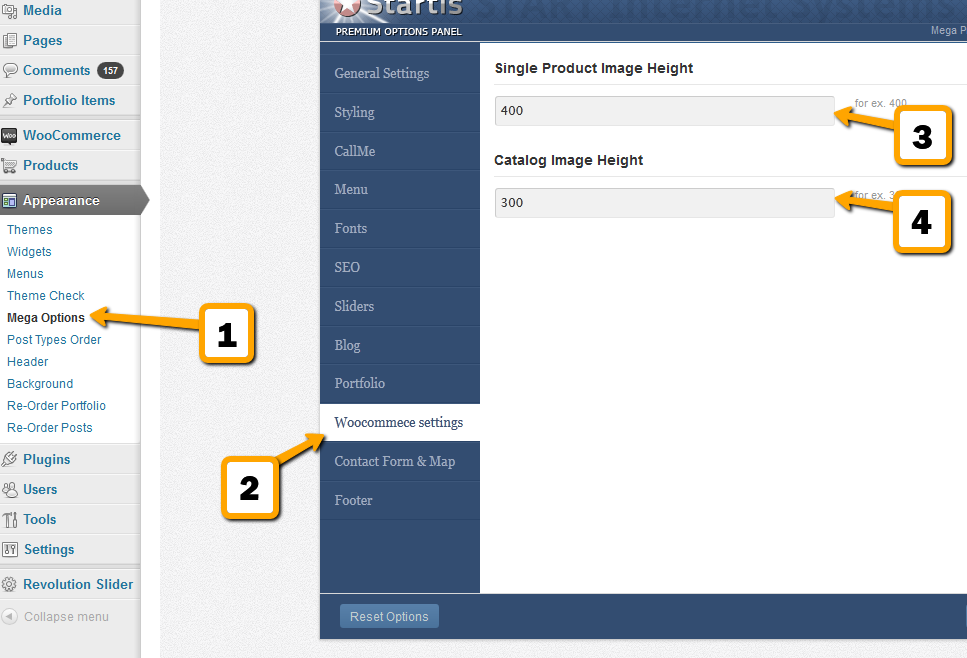 Media
Pages
Comments 157
Portfolio Items
WooCommerce
Products
Appearance
Themes
Widgets
Menus
Theme Check
Mega Options
Post Types Order
Header
Background
Re-Order Portfolio
Re-Order Posts
Plugins
Users
Tools
Settings
Revolution Slider
Collapse menu
1
2
Startis
PREMIUM OPTIONS PANEL
Mega P
General Settings
Styling
CallMe
Menu
Fonts
SEO
Sliders
Blog
Portfolio
Woocommece settings
Contact Form & Map
Footer
Reset Options
Single Product Image Height
400
for ex. 400
3
Catalog Image Height
300
for ex. 3
4